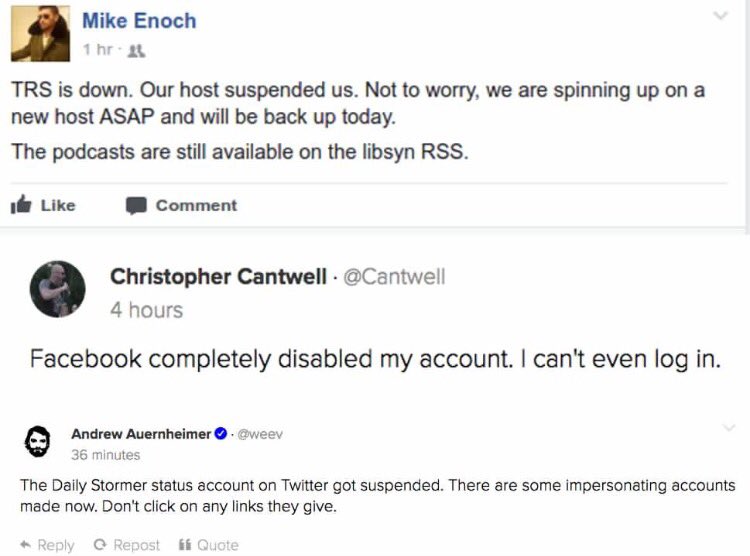 Mike Enoch
1 hr ·
TRS is down. Our host suspended us. Not to worry, we are spinning up on a
new host ASAP and will be back up today.
The podcasts are still available on the libsyn RSS.
Like Comment
Christopher Cantwell · @Cantwell
4 hours
Facebook completely disabled my account. I can't even log in.
Andrew Auernheimer · @weev
36 minutes
The Daily Stormer status account on Twitter got suspended. There are some impersonating accounts
made now. Don't click on any links they give.
Reply Repost Quote